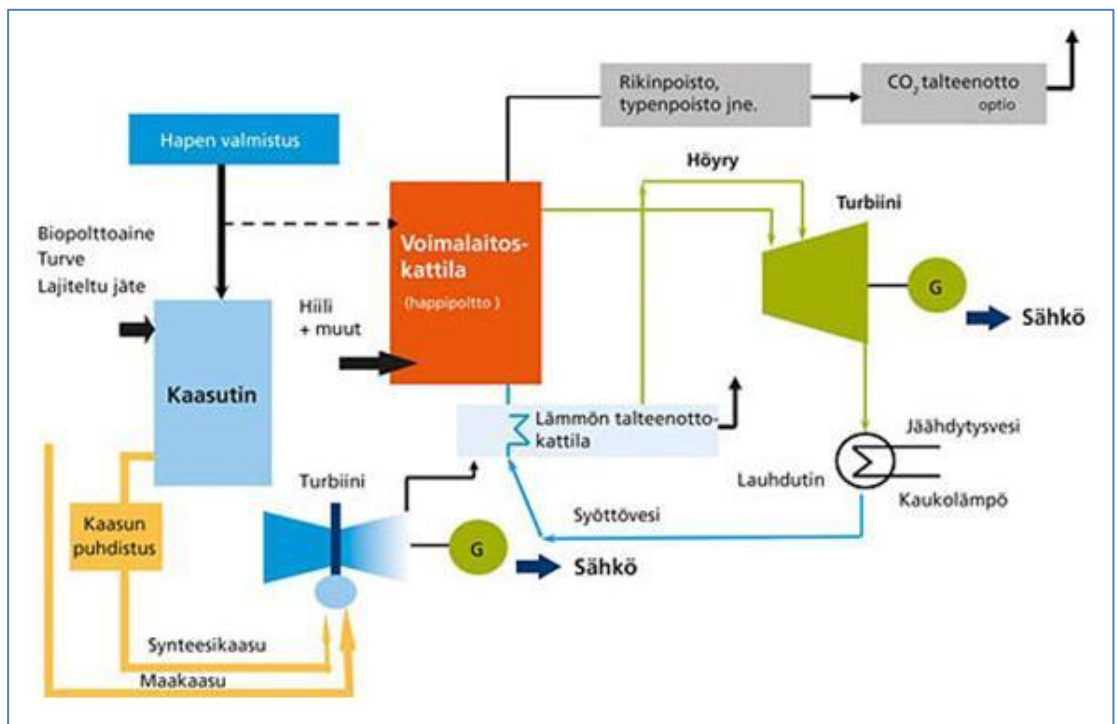 Rikinpoisto,
typenpoisto jne.
CO₂ talteenotto
optio
Hapen valmistus
Höyry
Turbiini
Biopolttoaine
Turve
Lajiteltu jäte
Voimalaitos-
kattila
(happipoltto )
Hiili
+ muut
G
Sähkö
Kaasutin
Lämmön talteenotto-
kattila
Jäähdytysvesi
Lauhdutin
Kaukolämpö
Turbiini
Syöttövesi
Kaasun
puhdistus
G
Sähkö
Synteesikaasu
Maakaasu